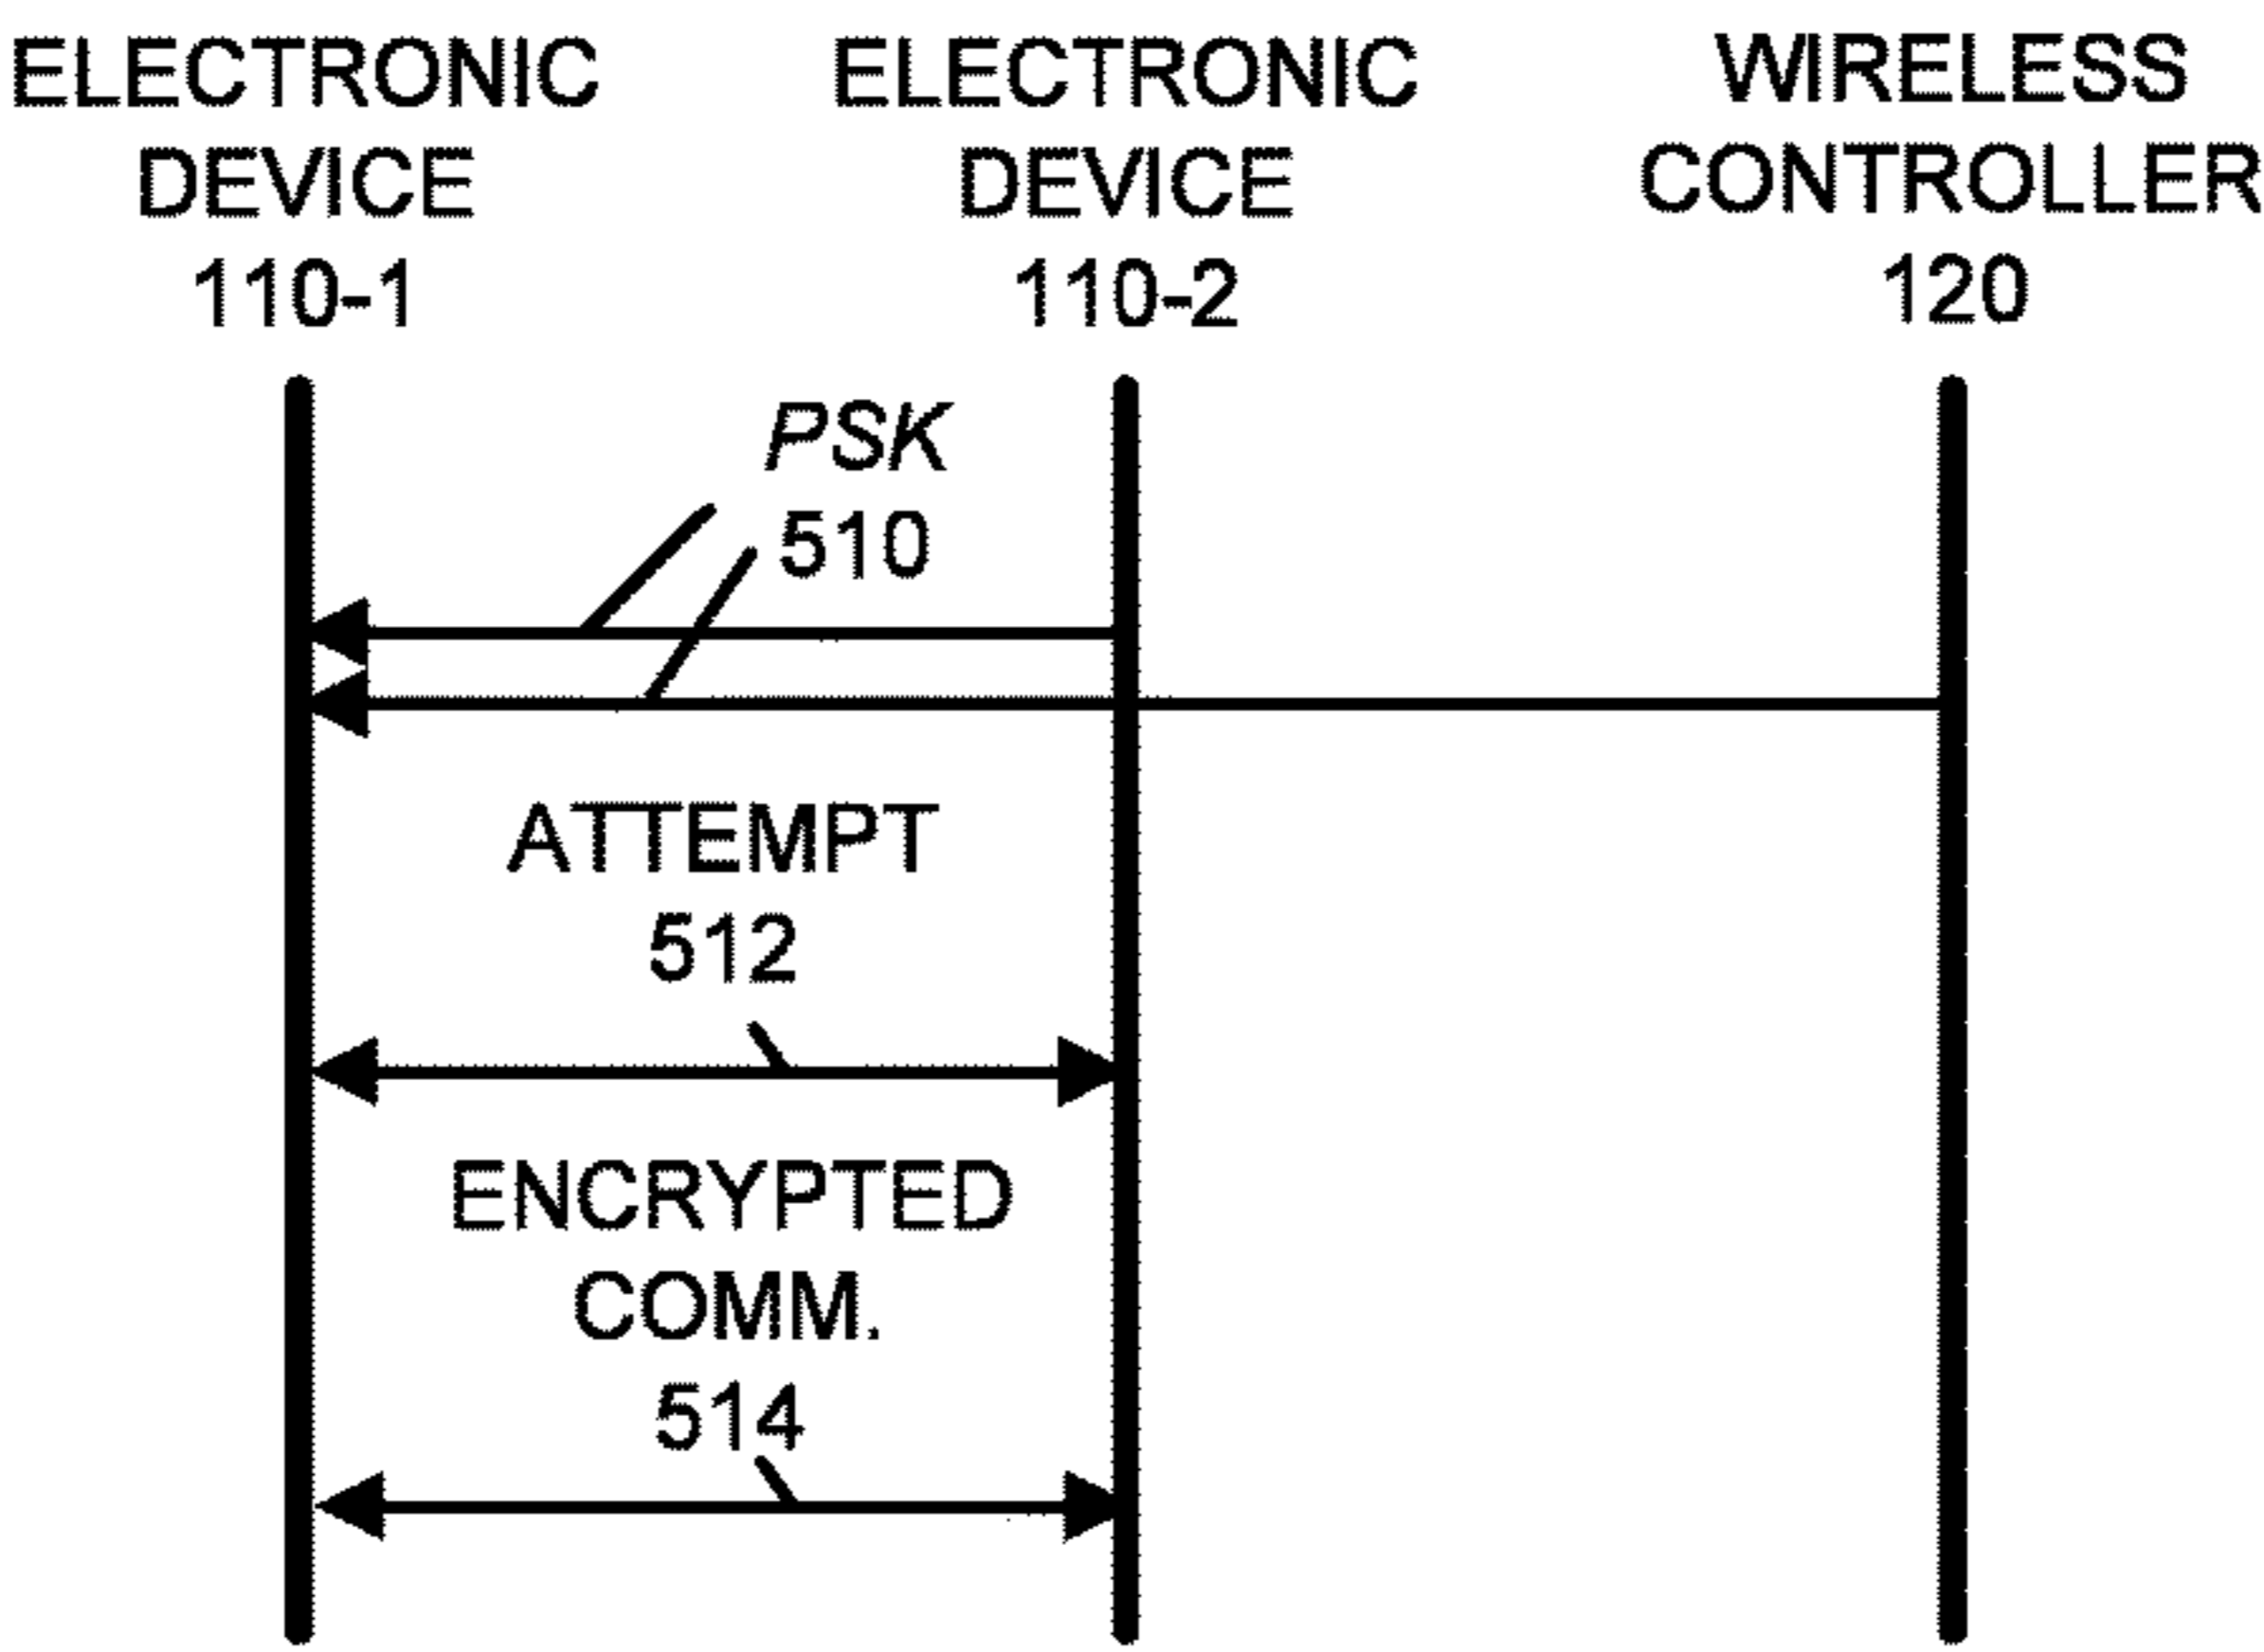 ELECTRONIC
DEVICE
110-1
ELECTRONIC
DEVICE
110-2
WIRELESS
CONTROLLER
120
PSK
510
ATTEMPT
512
ENCRYPTED
COMM.
514